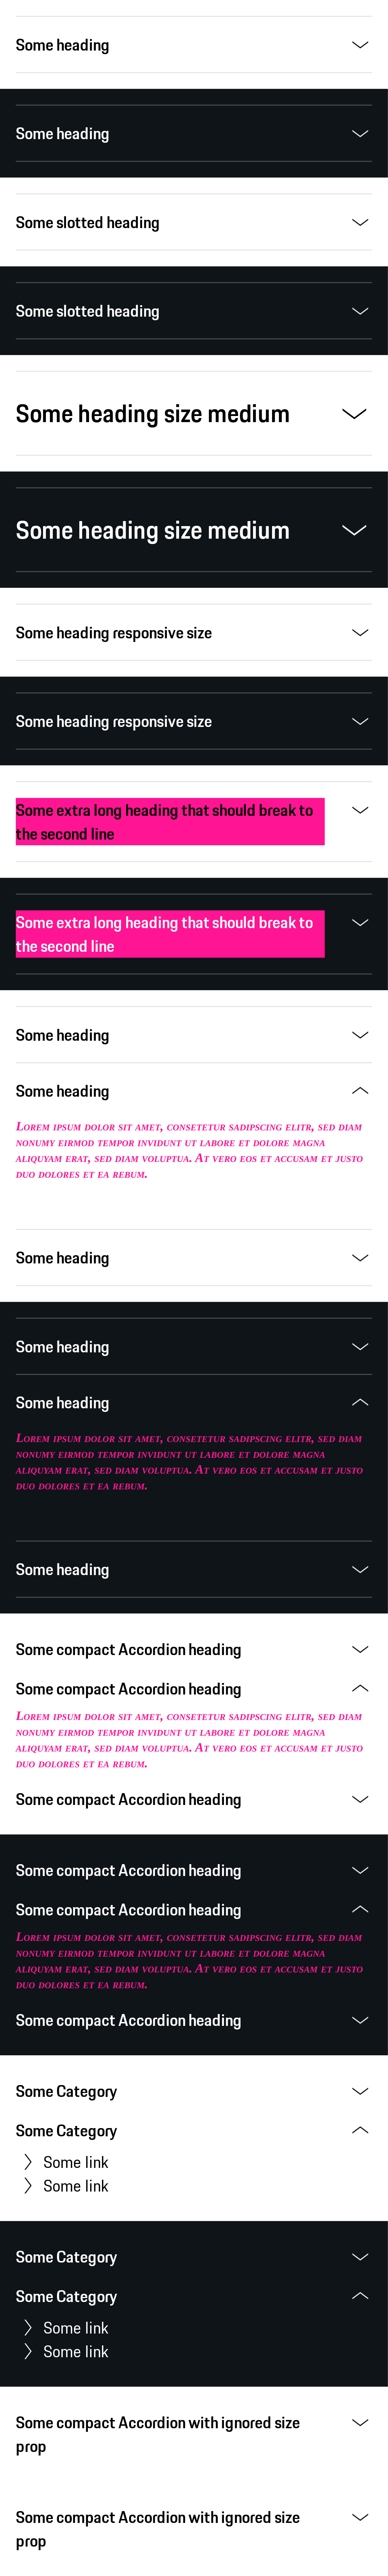 Some heading
Some heading
Some slotted heading
Some slotted heading
Some heading size medium
Some heading size medium
Some heading responsive size
Some heading responsive size
Some extra long heading that should break to
the second line
Some extra long heading that should break to
the second line
Some heading
Some heading
Lorem ipsum dolor sit amet, consetetur sadipscing elitr, sed diam
nonumy eirmod tempor invidunt ut labore et dolore magna
aliquyam erat, sed diam voluptua. At vero eos et accusam et justo
duo dolores et ea rebum.
Some heading
Some heading
Some heading
Lorem ipsum dolor sit amet, consetetur sadipscing elitr, sed diam
nonumy eirmod tempor invidunt ut labore et dolore magna
aliquyam erat, sed diam voluptua. At vero eos et accusam et justo
duo dolores et ea rebum.
Some heading
Some compact Accordion heading
Some compact Accordion heading
Lorem ipsum dolor sit amet, consetetur sadipscing elitr, sed diam
nonumy eirmod tempor invidunt ut labore et dolore magna
aliquyam erat, sed diam voluptua. At vero eos et accusam et justo
duo dolores et ea rebum.
Some compact Accordion heading
Some compact Accordion heading
Some compact Accordion heading
Lorem ipsum dolor sit amet, consetetur sadipscing elitr, sed diam
nonumy eirmod tempor invidunt ut labore et dolore magna
aliquyam erat, sed diam voluptua. At vero eos et accusam et justo
duo dolores et ea rebum.
Some compact Accordion heading
Some Category
Some Category
Some link
Some link
Some Category
Some Category
Some link
Some link
Some compact Accordion with ignored size
prop
Some compact Accordion with ignored size
prop